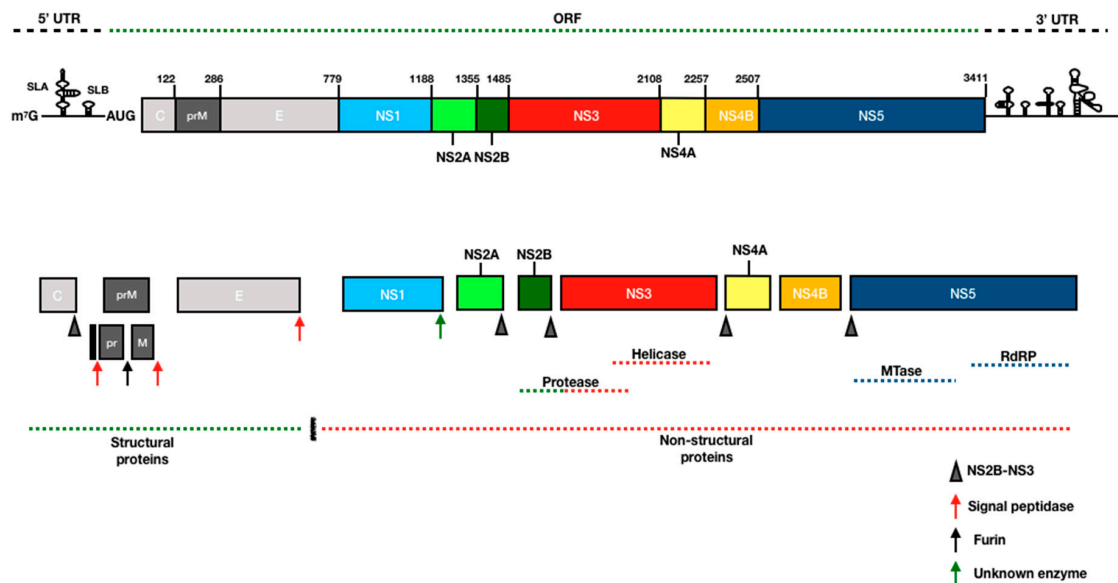 5' UTR ORF 3' UTR
122 286 779 1188 1355 1485 2108 2257 2507 3411
SLA SLB
m⁷G AUG C prM E NS1 NS3 NS4B NS5
NS2A NS2B NS4A
NS2A NS2B NS4A
C prM E NS1 NS3 NS4B NS5
pr M
Helicase RdRP
Protease MTase
Structural proteins
Non-structural proteins
NS2B-NS3
Signal peptidase
Furin
Unknown enzyme